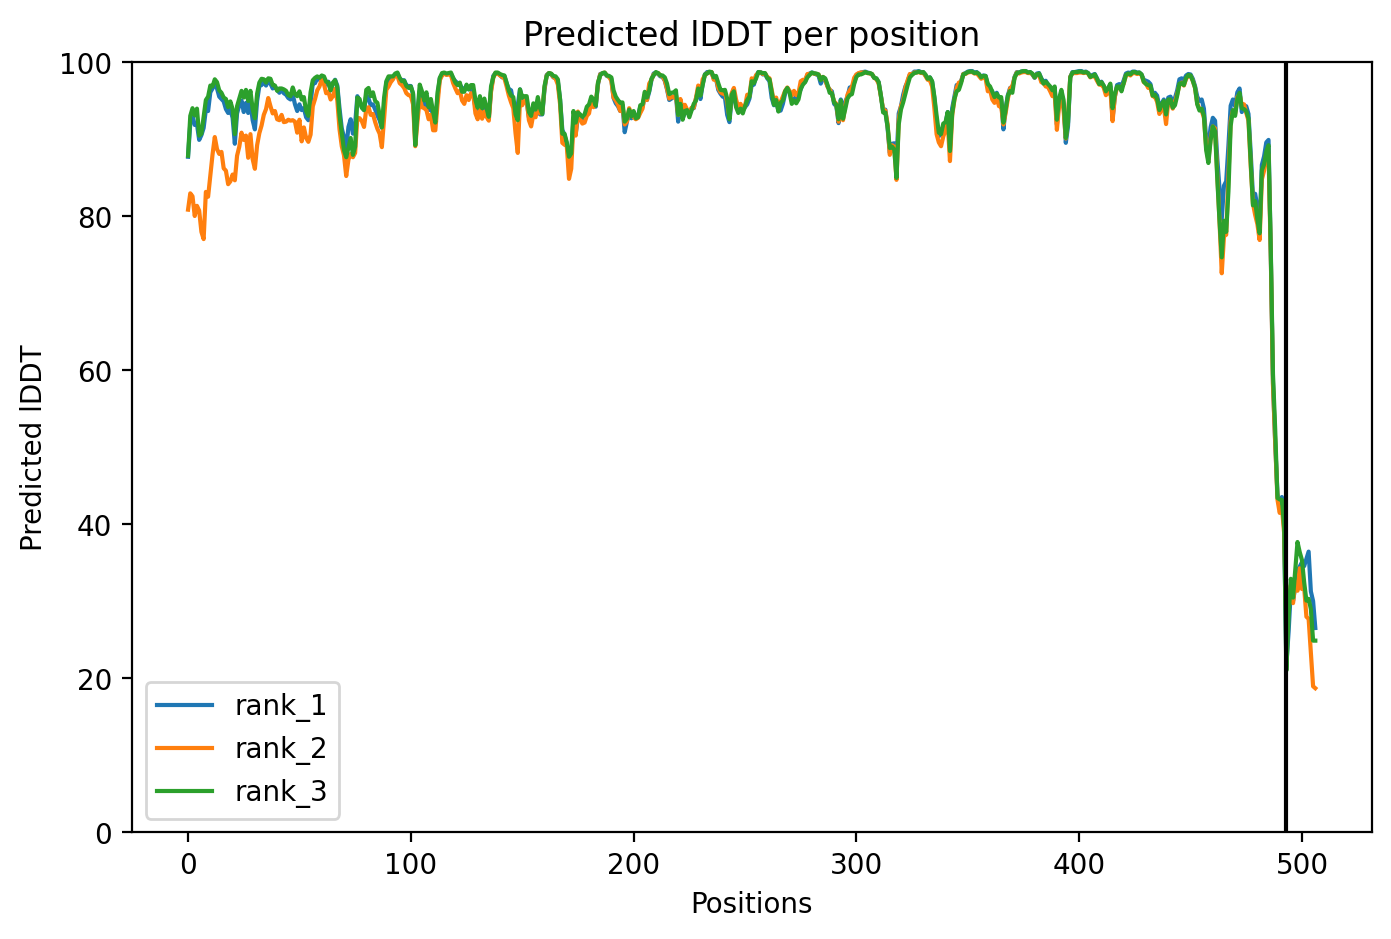 Predicted lDDT per position
100
80
60
40
20
0
Predicted lDDT
rank_1
rank_2
rank_3
0 100 200 300 400 500
Positions